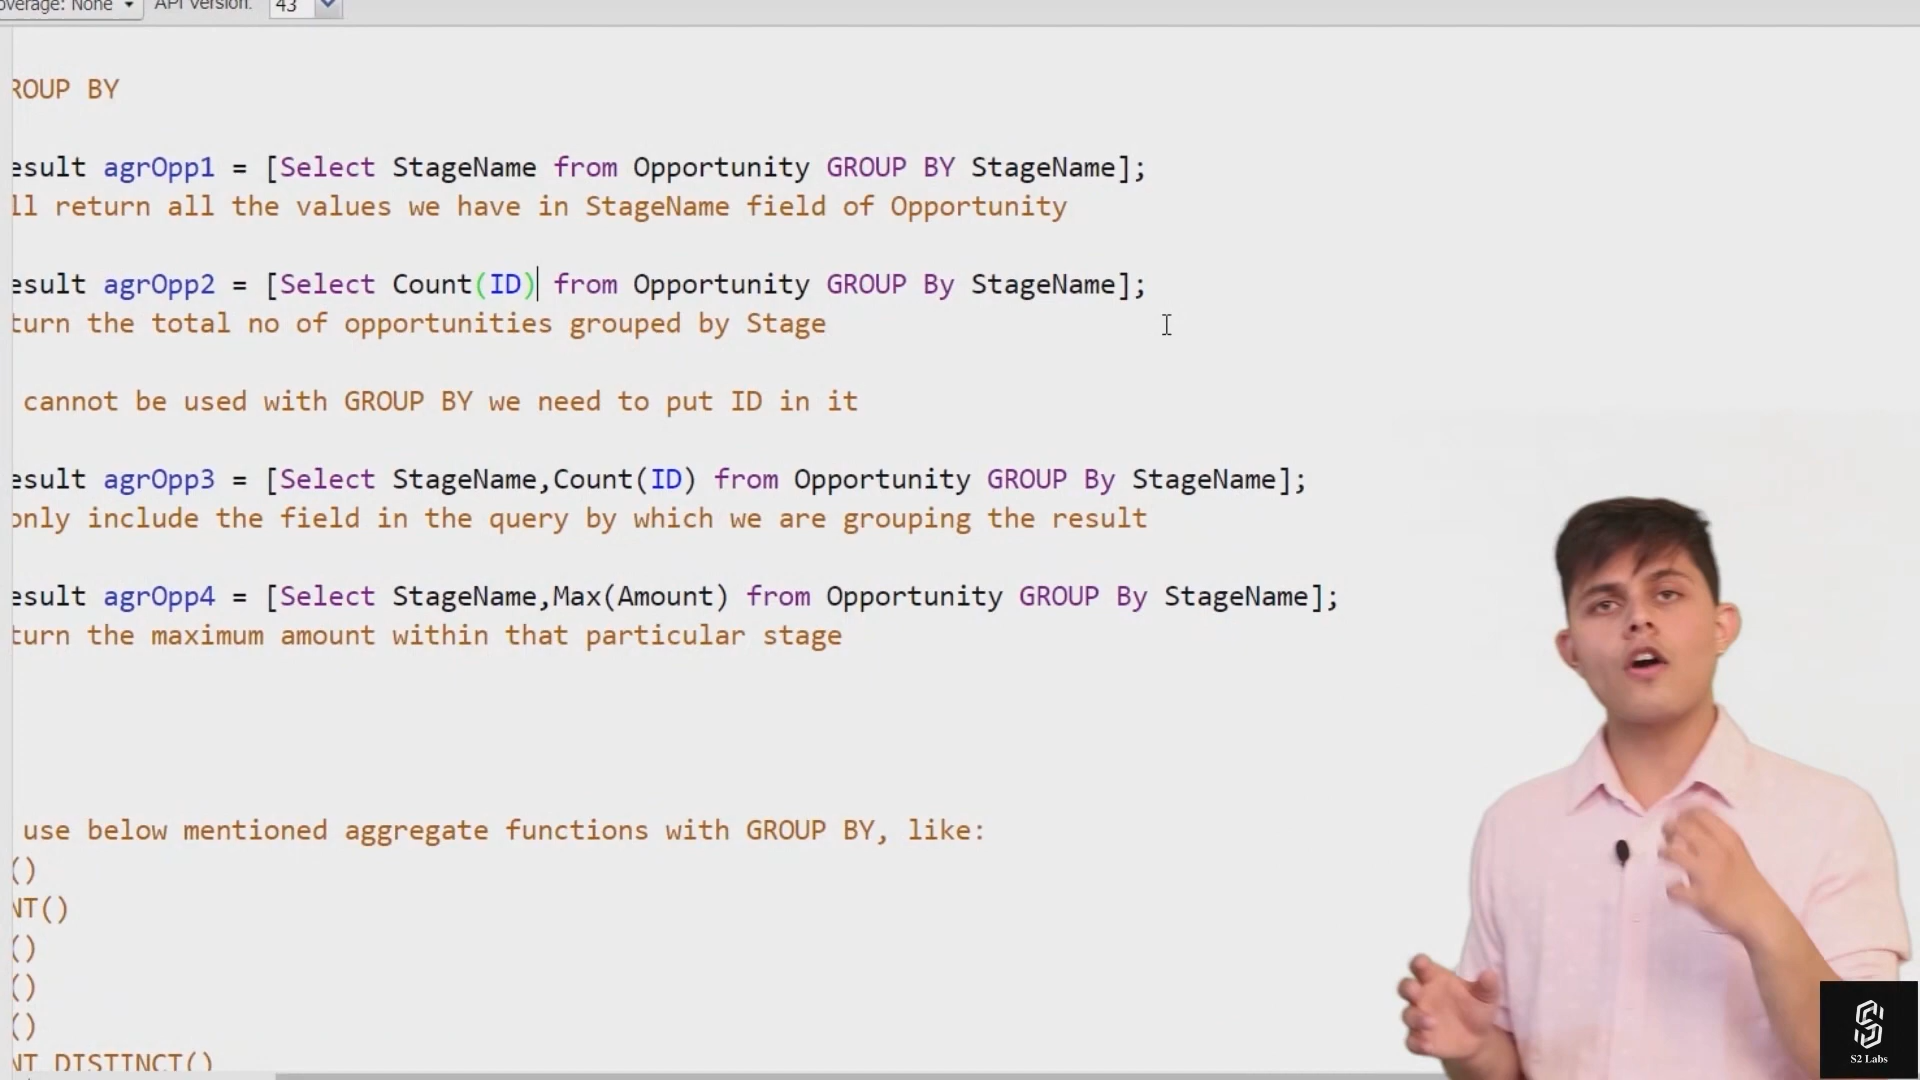 overage: None API Version: 43
ROUP BY
esult agrOpp1 = [Select StageName from Opportunity GROUP BY StageName];
ll return all the values we have in StageName field of Opportunity
esult agrOpp2 = [Select Count(ID) from Opportunity GROUP By StageName];
turn the total no of opportunities grouped by Stage
cannot be used with GROUP BY we need to put ID in it
esult agrOpp3 = [Select StageName,Count(ID) from Opportunity GROUP By StageName];
only include the field in the query by which we are grouping the result
esult agrOpp4 = [Select StageName,Max(Amount) from Opportunity GROUP By StageName];
turn the maximum amount within that particular stage
use below mentioned aggregate functions with GROUP BY, like:
()
NT()
()
()
()
NT DISTINCT()
S2 Labs